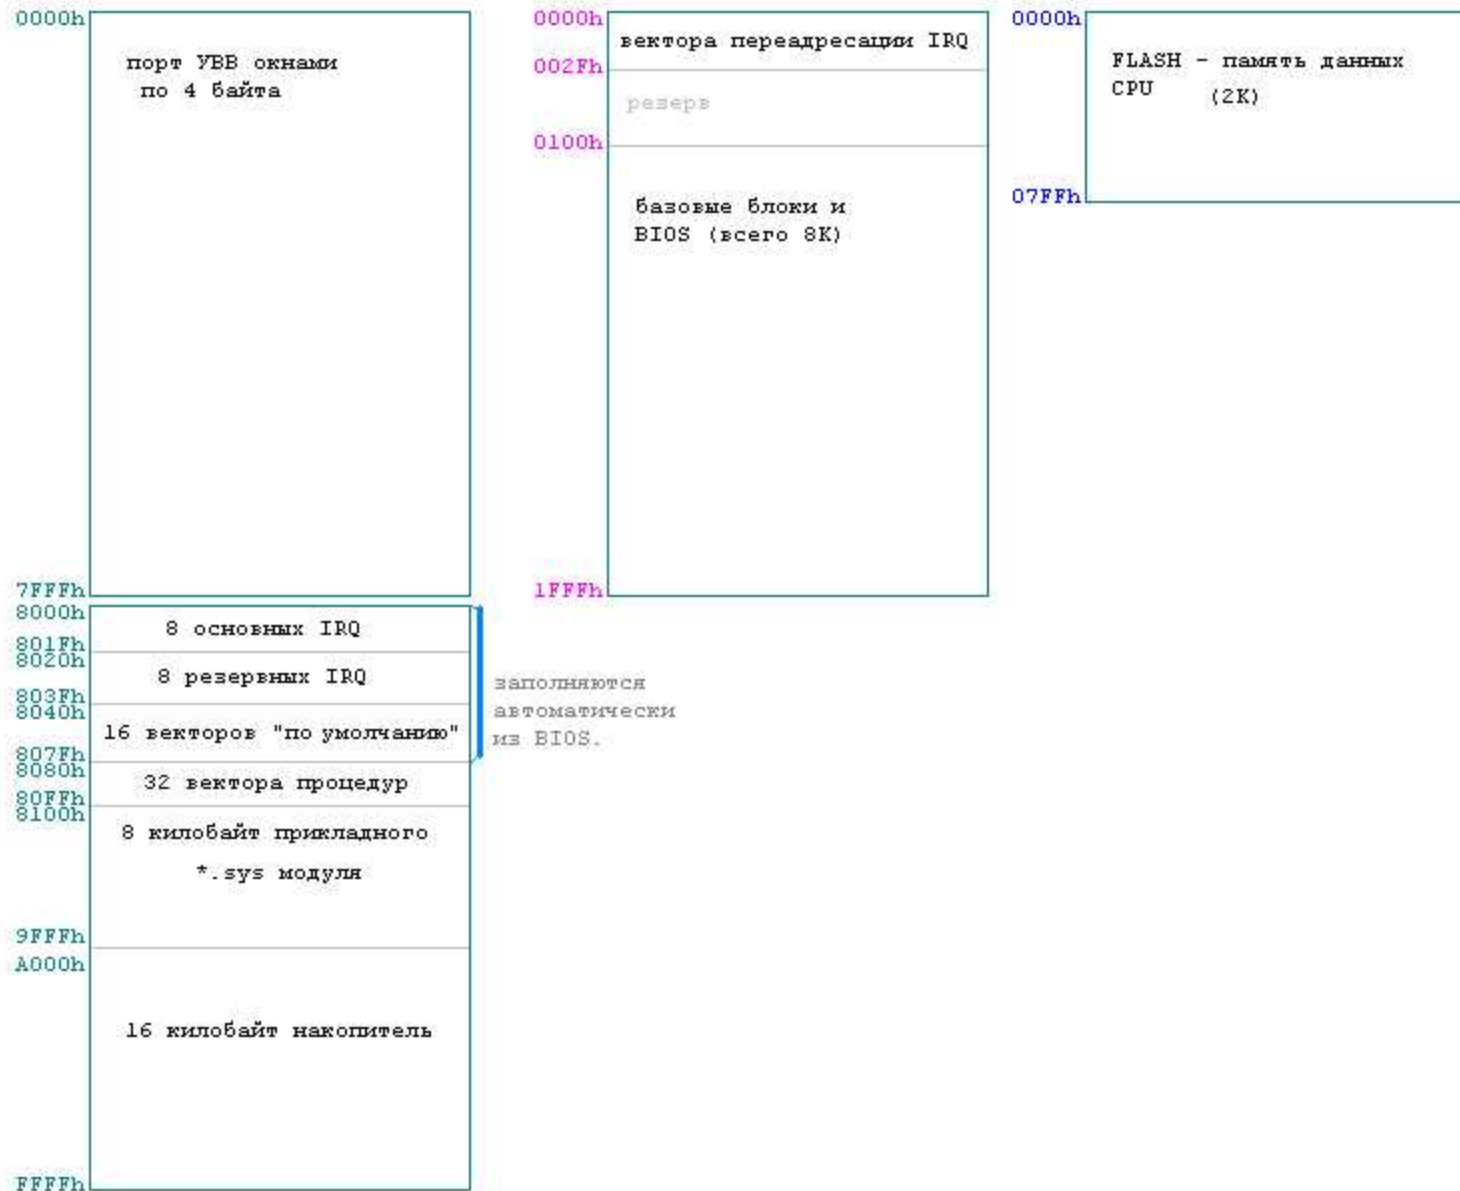 0000h
порт УВВ окнами
по 4 байта
7FFFh
8000h
8 основных IRQ
801Fh
8020h
8 резервных IRQ
803Fh
8040h
16 векторов "по умолчанию"
807Fh
8080h
32 вектора процедур
80FFh
8100h
8 килобайт прикладного
*.sys модуля
9FFFh
A000h
16 килобайт накопитель
FFFFh
заполняются
автоматически
из BIOS.
0000h
вектора переадресации IRQ
002Fh
резерв
0100h
базовые блоки и
BIOS (всего 8K)
1FFFh
0000h
FLASH - память данных
CPU (2K)
07FFh